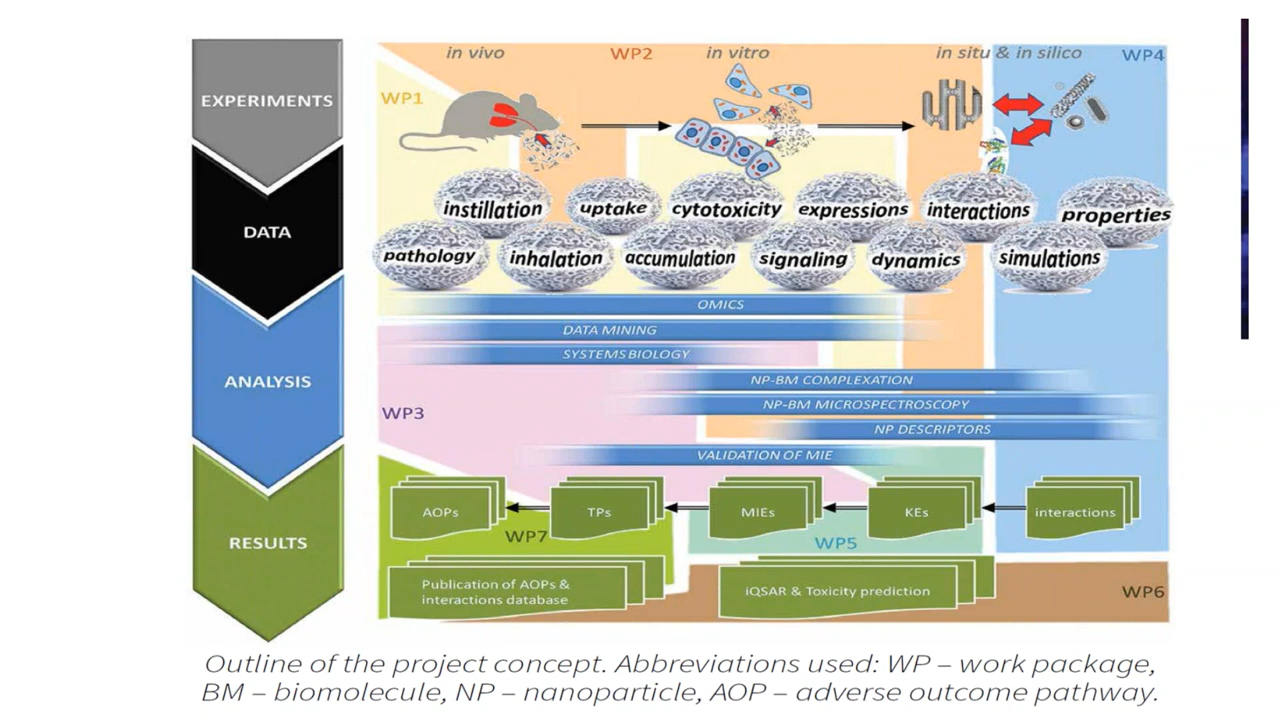 in vivo WP2 in vitro in situ & in silico WP4
EXPERIMENTS
WP1
instillation uptake cytotoxicity expressions interactions properties
DATA
pathology inhalation accumulation signaling dynamics simulations
OMICS
DATA MINING
SYSTEMS BIOLOGY
ANALYSIS
NP-BM COMPLEXATION
WP3
NP-BM MICROSPECTROSCOPY
NP DESCRIPTORS
VALIDATION OF MIE
AOPs TPs MIEs KEs interactions
RESULTS
WP7 WP5
Publication of AOPs &
interactions database
iQSAR & Toxicity prediction
WP6
Outline of the project concept. Abbreviations used: WP – work package,
BM – biomolecule, NP – nanoparticle, AOP – adverse outcome pathway.